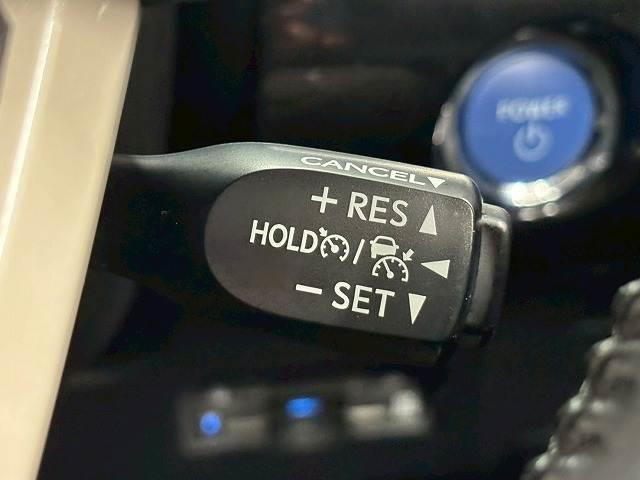 POWER
CANCEL▼
+ RES ▲
HOLD / ◀
− SET ▼